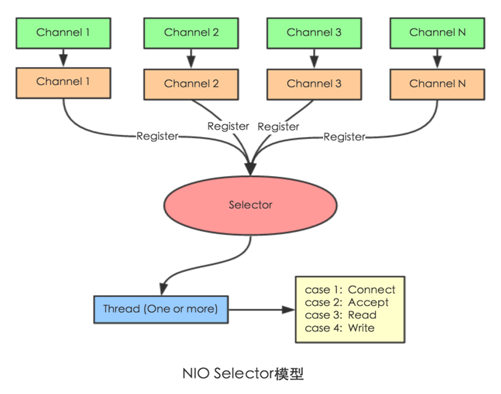 Channel 1
Channel 2
Channel 3
Channel N
Channel 1
Channel 2
Channel 3
Channel N
Register
Register
Register
Register
Selector
Thread (One or more)
case 1: Connect
case 2: Accept
case 3: Read
case 4: Write
NIO Selector模型